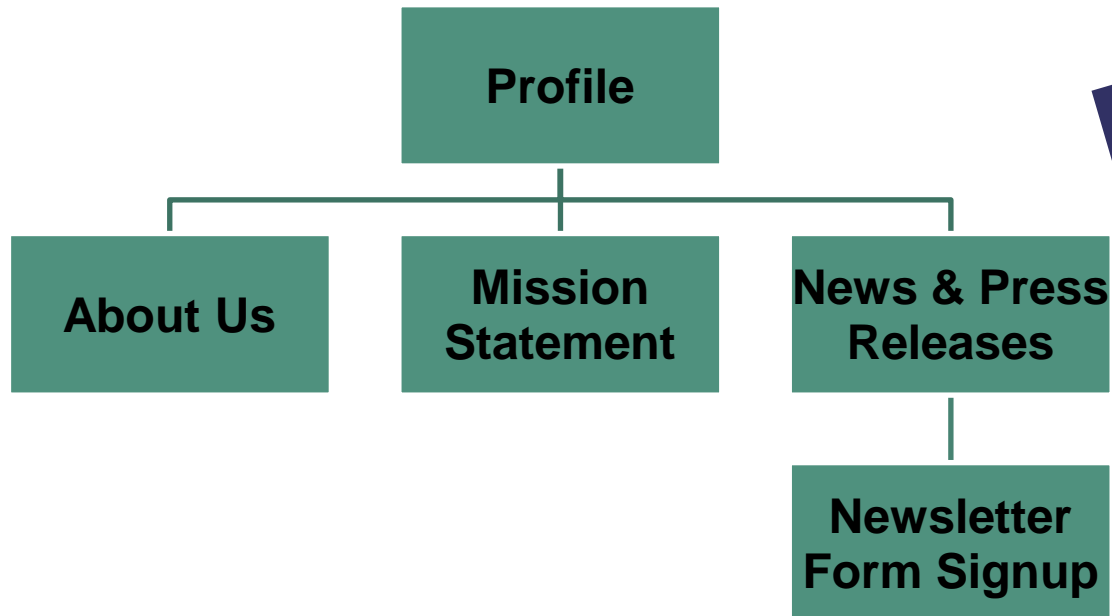 Profile
About Us
Mission
Statement
News & Press
Releases
Newsletter
Form Signup